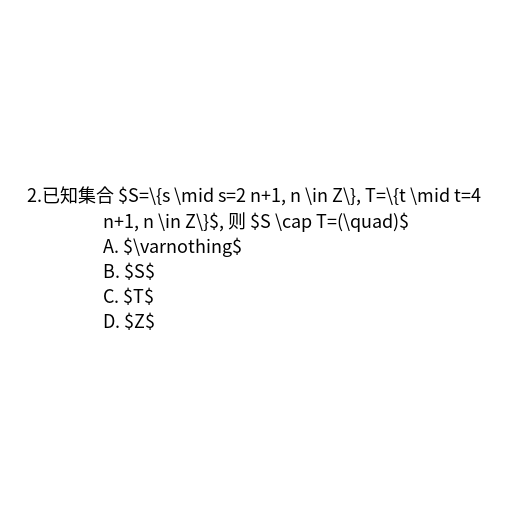 2.已知集合 $S=\{s \mid s=2 n+1, n \in Z\}, T=\{t \mid t=4
n+1, n \in Z\}$, 则 $S \cap T=(\quad)$
A. $\varnothing$
B. $S$
C. $T$
D. $Z$